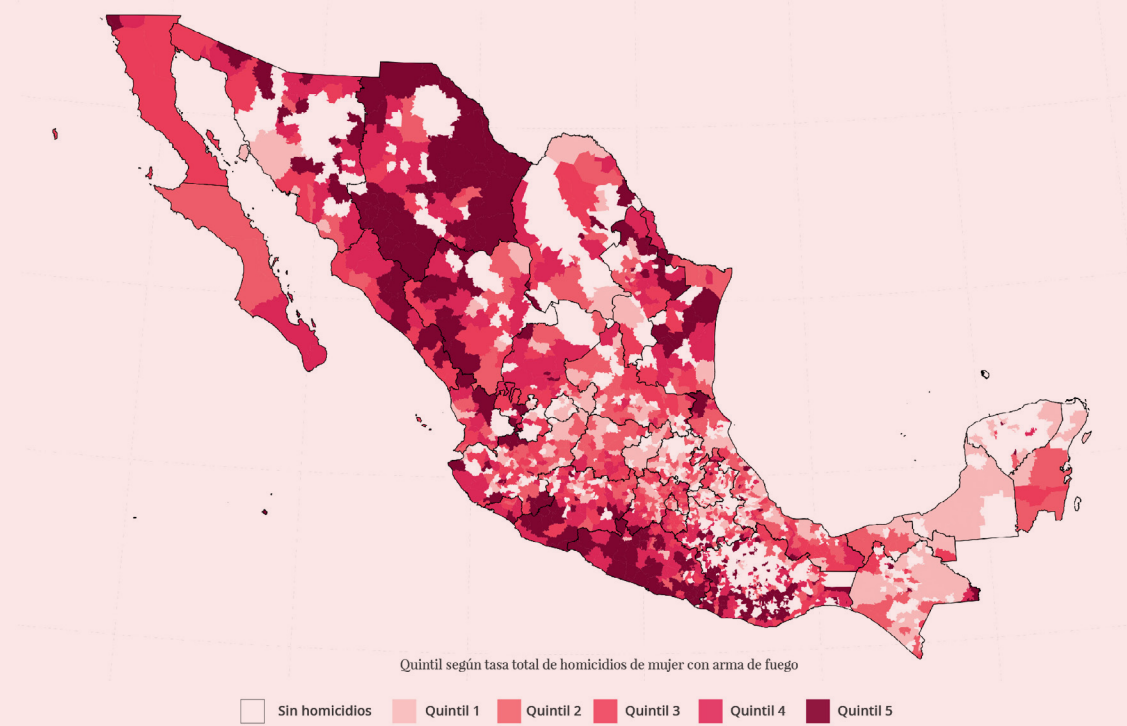 Quintil según tasa total de homicidios de mujer con arma de fuego
Sin homicidios Quintil 1 Quintil 2 Quintil 3 Quintil 4 Quintil 5